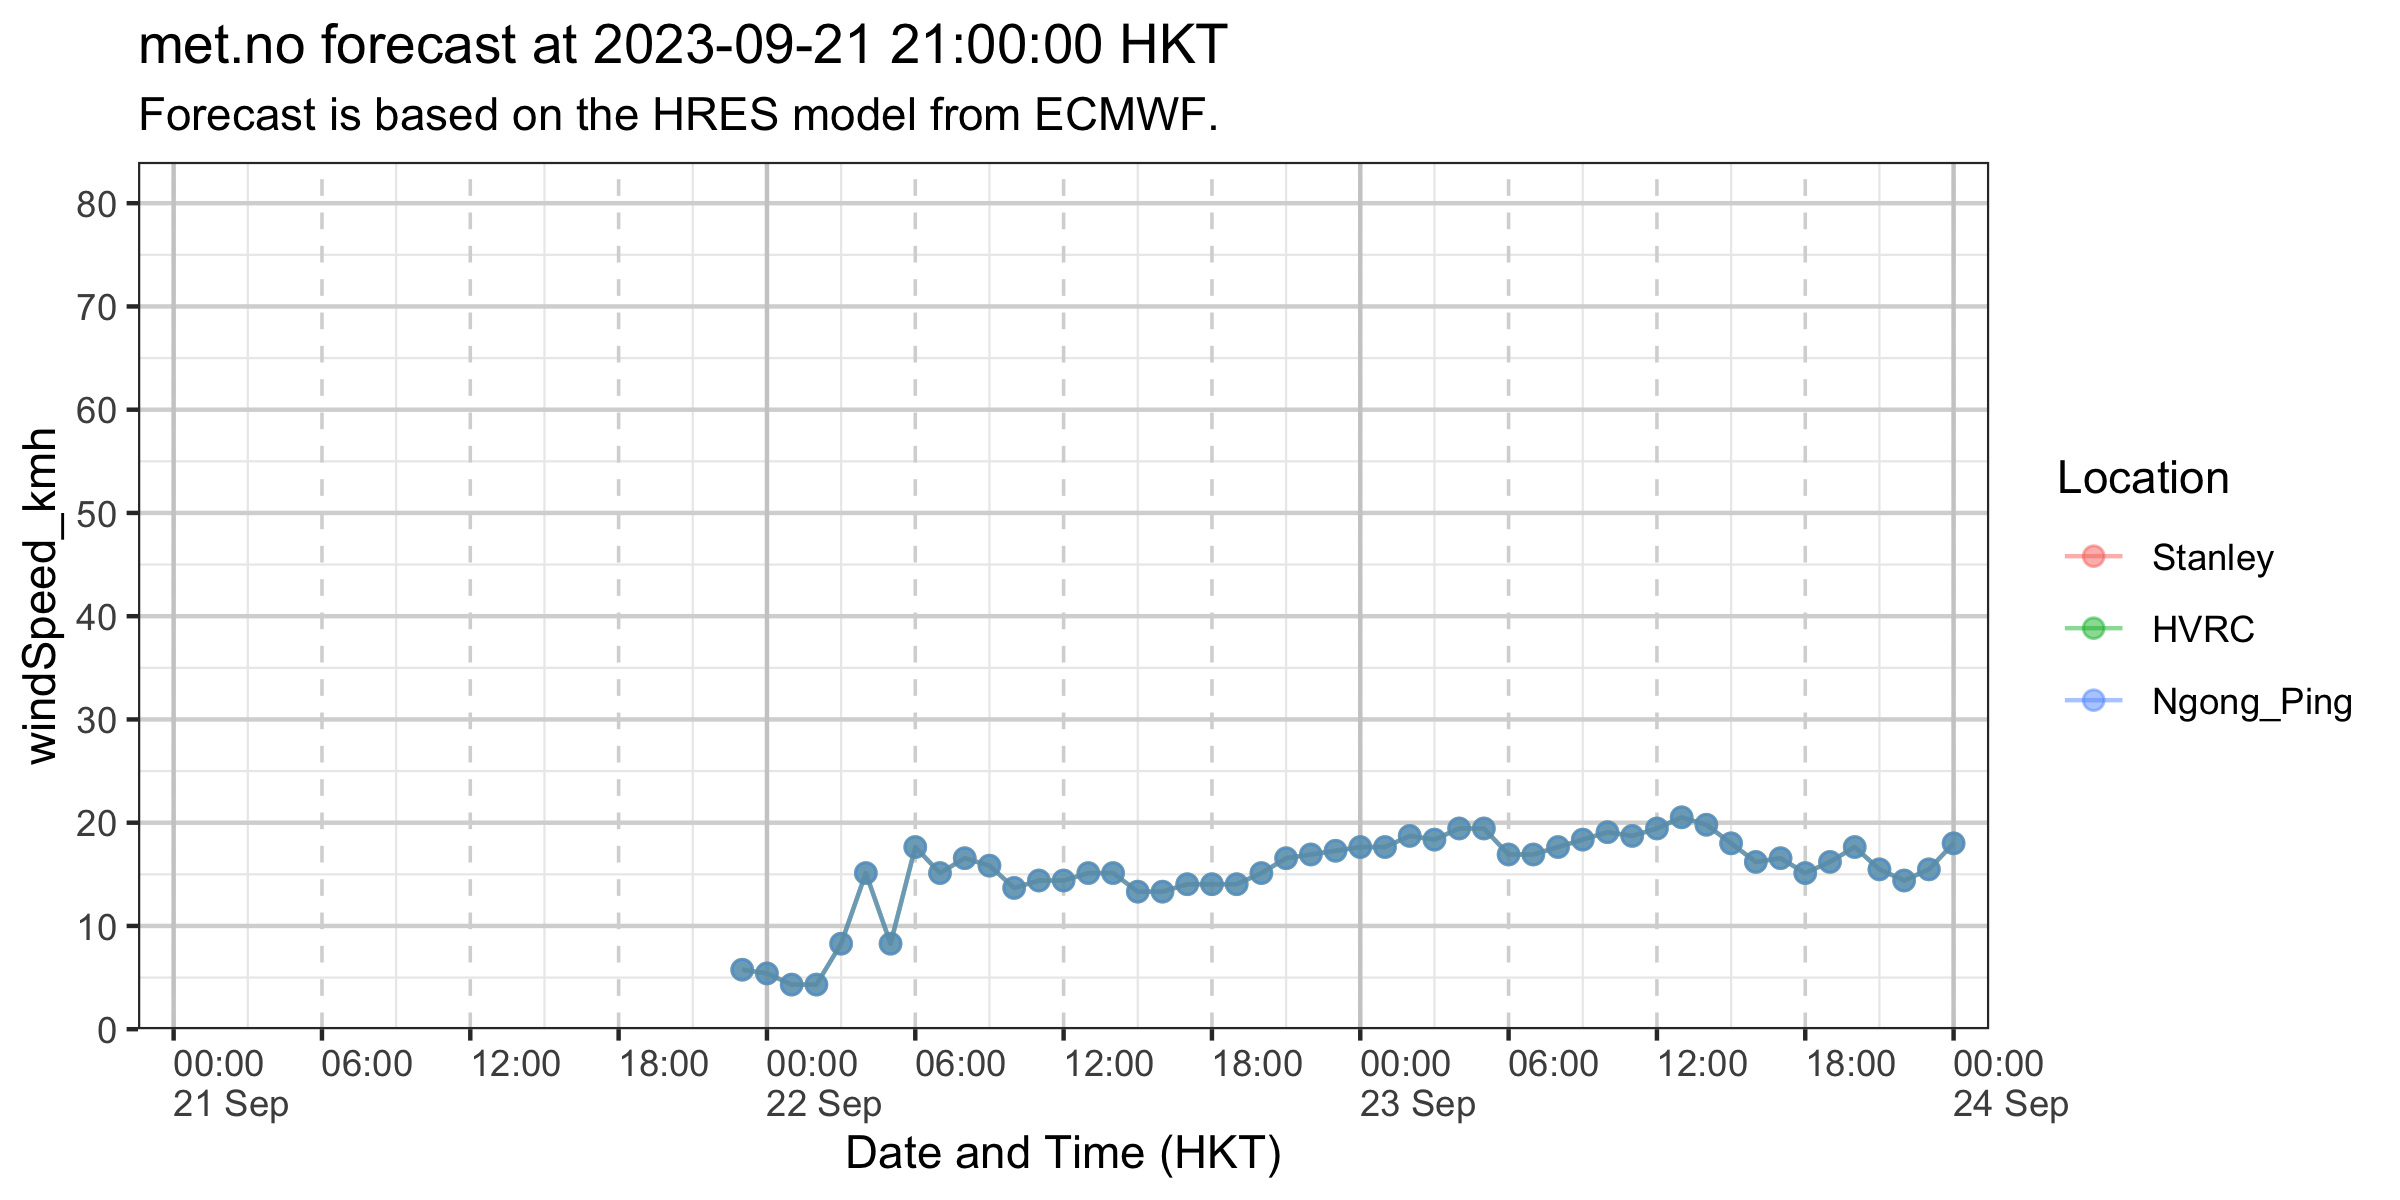 met.no forecast at 2023-09-21 21:00:00 HKT
Forecast is based on the HRES model from ECMWF.
windSpeed_kmh
80
70
60
50
40
30
20
10
0
00:00 06:00 12:00 18:00 00:00 06:00 12:00 18:00 00:00 06:00 12:00 18:00 00:00
21 Sep 22 Sep 23 Sep 24 Sep
Date and Time (HKT)
Location
Stanley
HVRC
Ngong_Ping